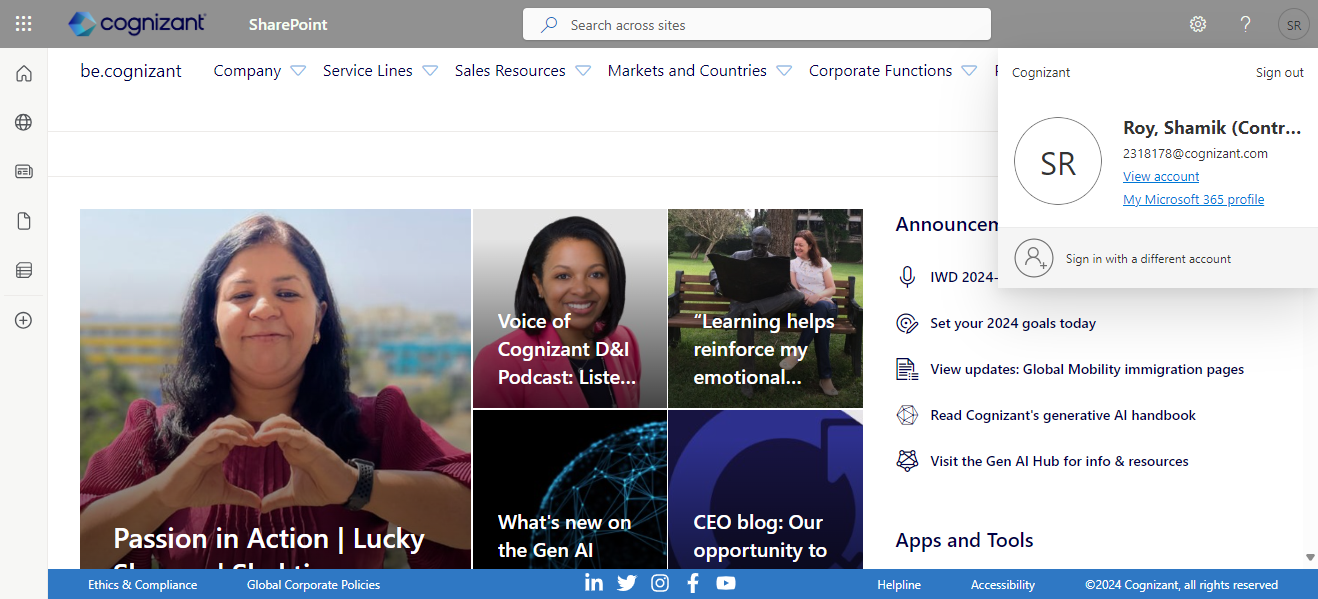 cognizant
SharePoint
Search across sites
SR
be.cognizant
Company
Service Lines
Sales Resources
Markets and Countries
Corporate Functions
Cognizant
Sign out
SR
Roy, Shamik (Contr...
2318178@cognizant.com
View account
My Microsoft 365 profile
Sign in with a different account
Passion in Action | Lucky
Voice of
Cognizant D&I
Podcast: Liste...
“Learning helps
reinforce my
emotional...
What's new on
the Gen AI
CEO blog: Our
opportunity to
IWD 2024-
Set your 2024 goals today
View updates: Global Mobility immigration pages
Read Cognizant's generative AI handbook
Visit the Gen AI Hub for info & resources
Apps and Tools
Ethics & Compliance
Global Corporate Policies
Helpline
Accessibility
©2024 Cognizant, all rights reserved